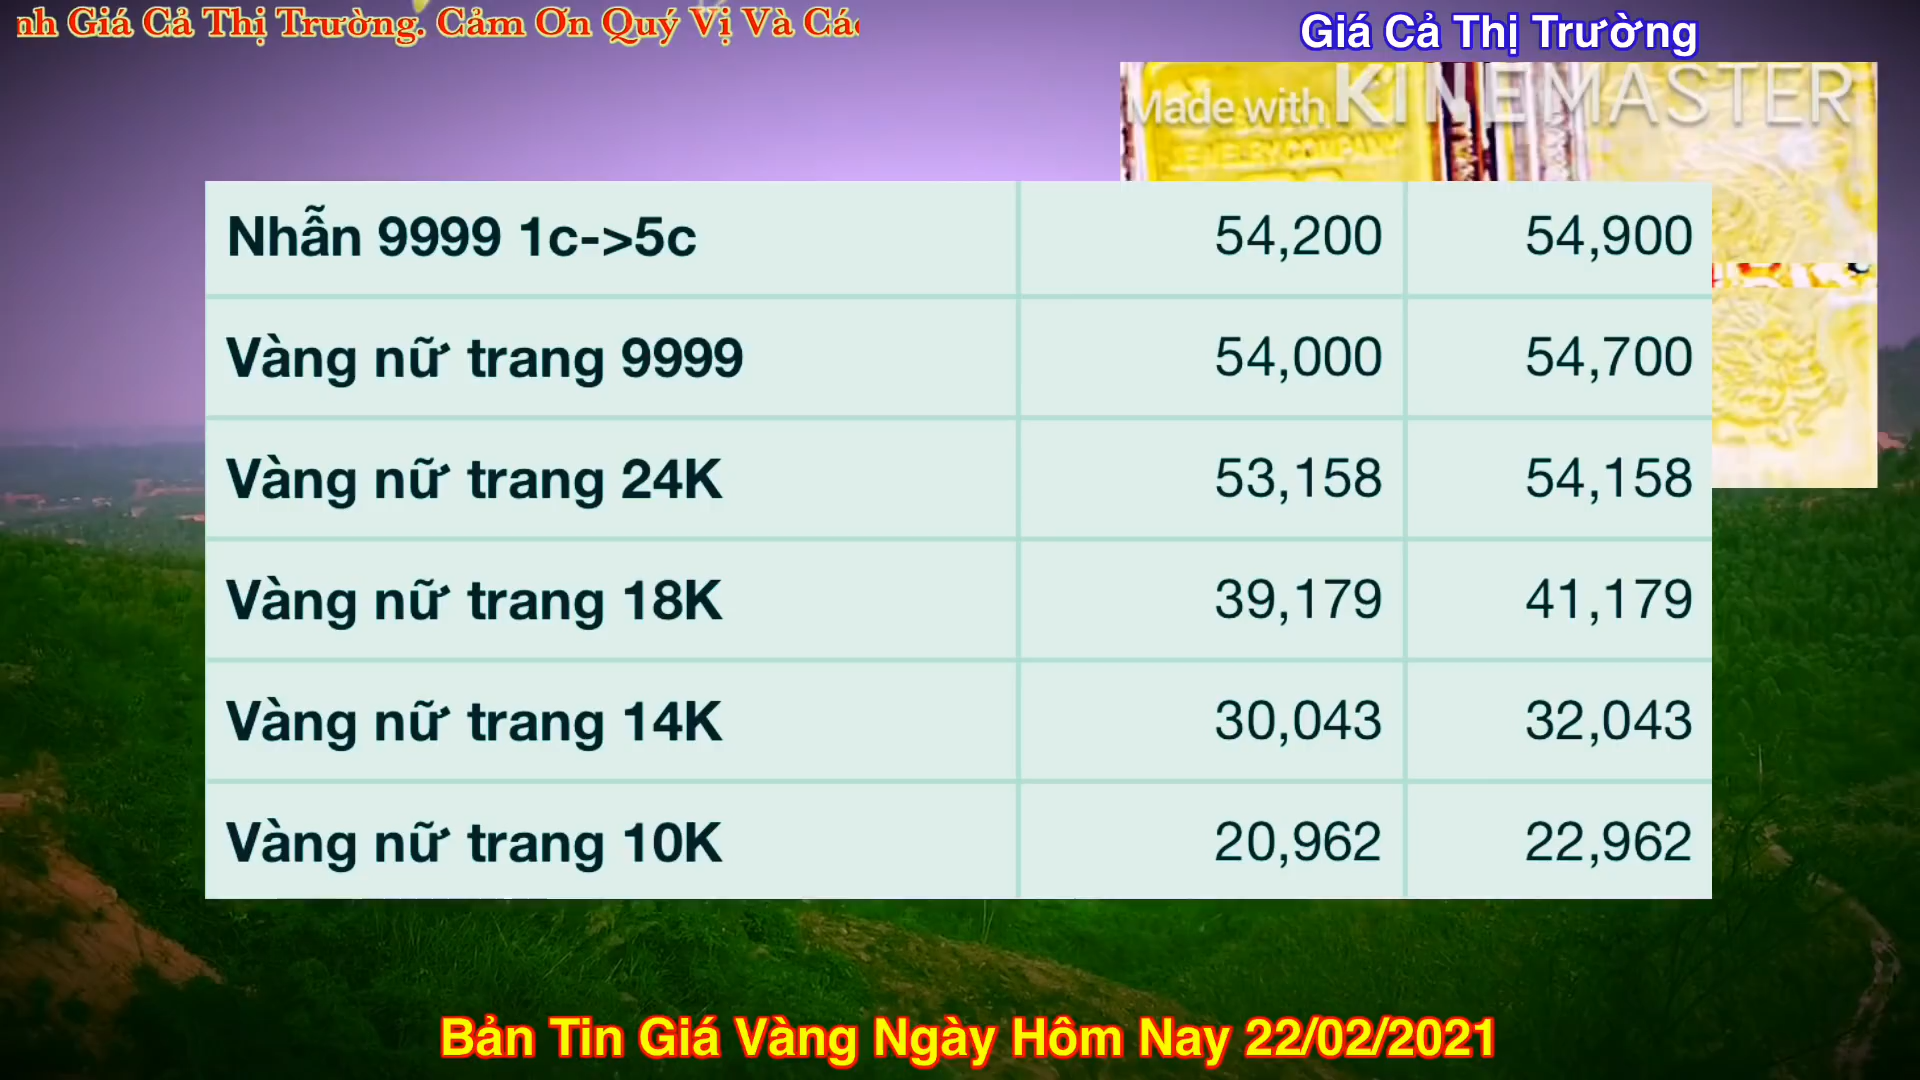 nh Giá Cả Thị Trường. Cảm Ơn Quý Vị Và Các
Giá Cả Thị Trường
Made with KINEMASTER
JEWELRY COMPANY
Nhẫn 9999 1c->5c 54,200 54,900
Vàng nữ trang 9999 54,000 54,700
Vàng nữ trang 24K 53,158 54,158
Vàng nữ trang 18K 39,179 41,179
Vàng nữ trang 14K 30,043 32,043
Vàng nữ trang 10K 20,962 22,962
Bản Tin Giá Vàng Ngày Hôm Nay 22/02/2021